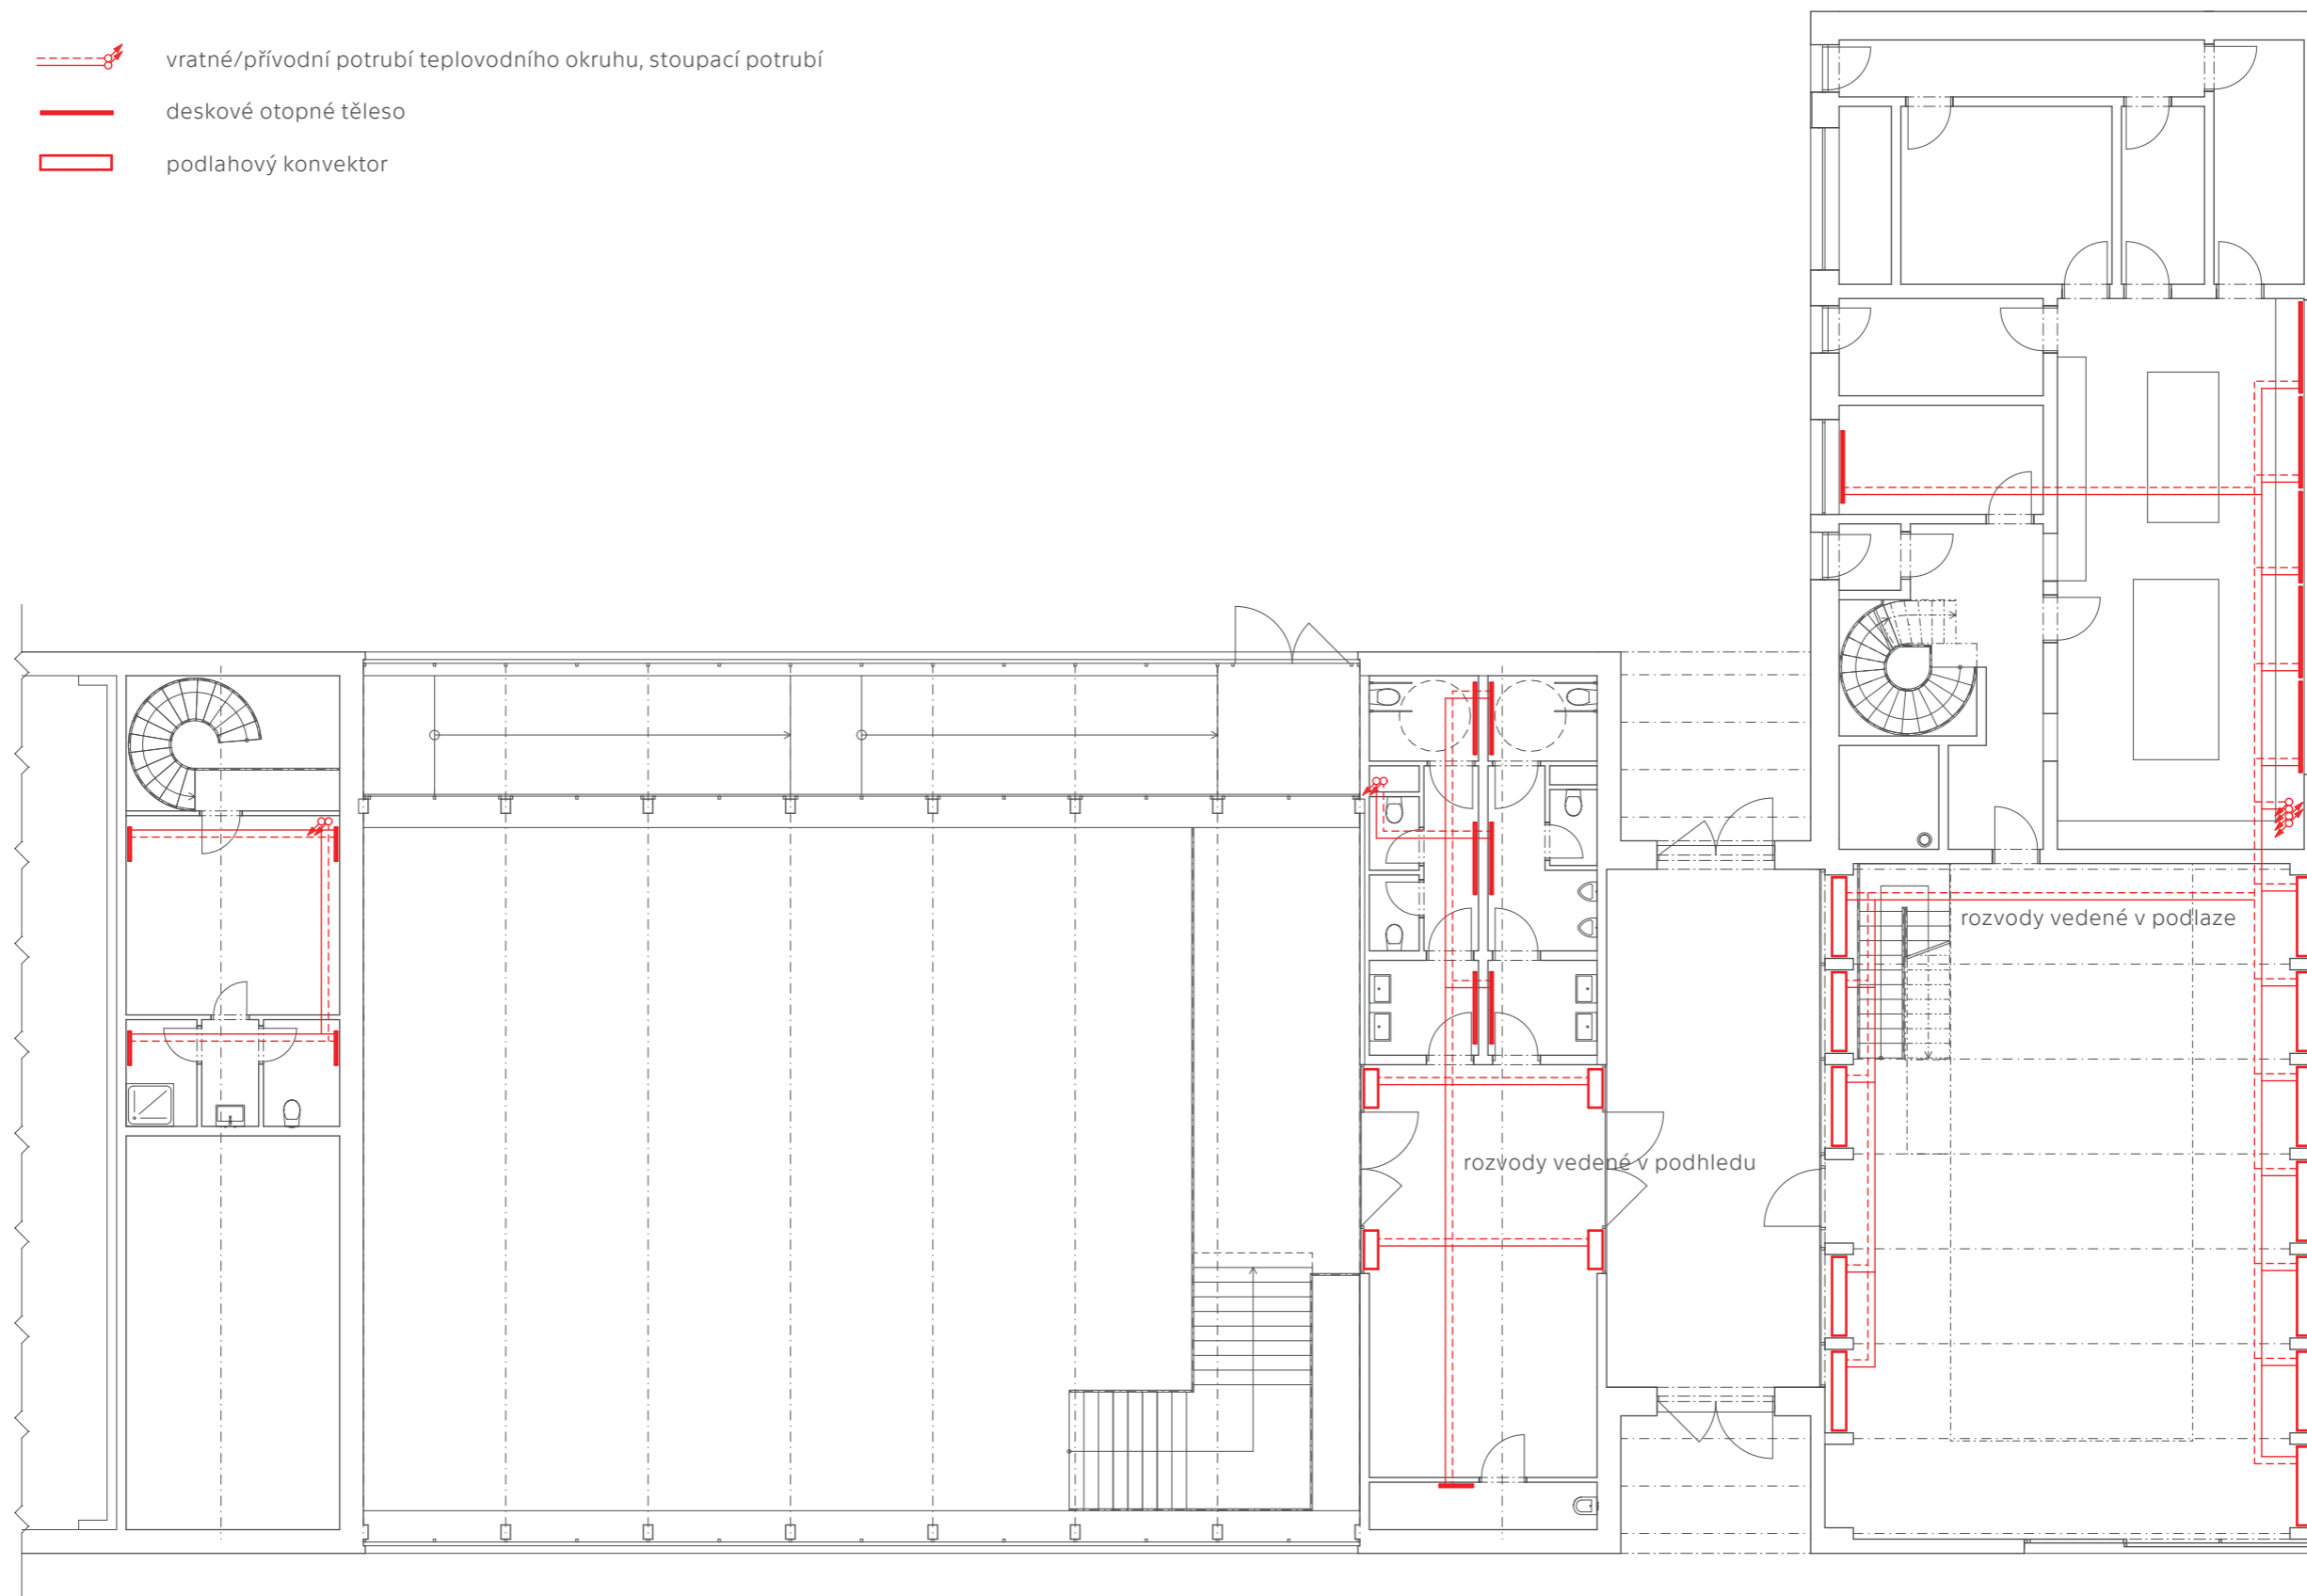 vratné/přívodní potrubí teplovodního okruhu, stoupací potrubí
deskové otopné těleso
podlahový konvektor
rozvody vedené v podlaze
rozvody vedené v podhledu